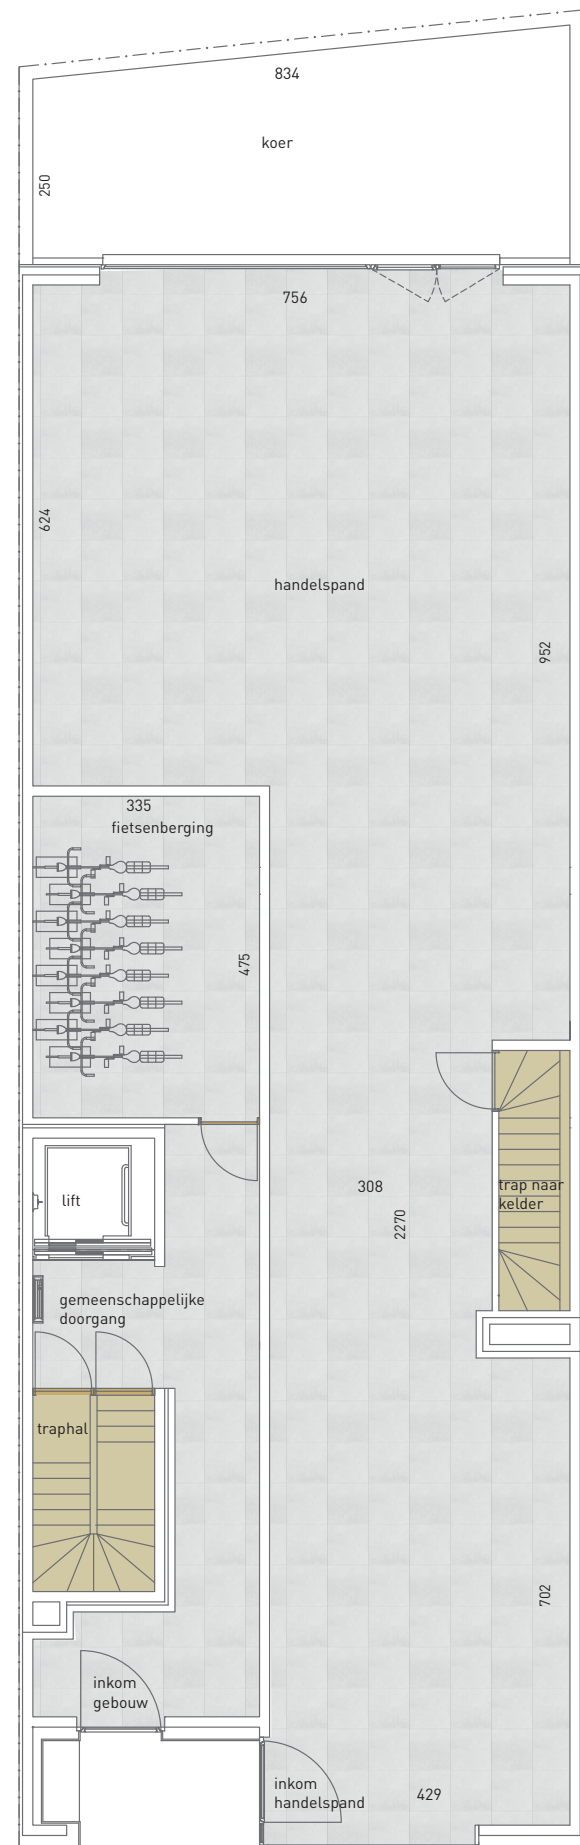 834
koer
250
756
624
handelspand
952
335
fietsenberging
475
308
trap naar
kelder
lift
2270
gemeenschappelijke
doorgang
traphal
702
inkom
gebouw
inkom
handelspand
429